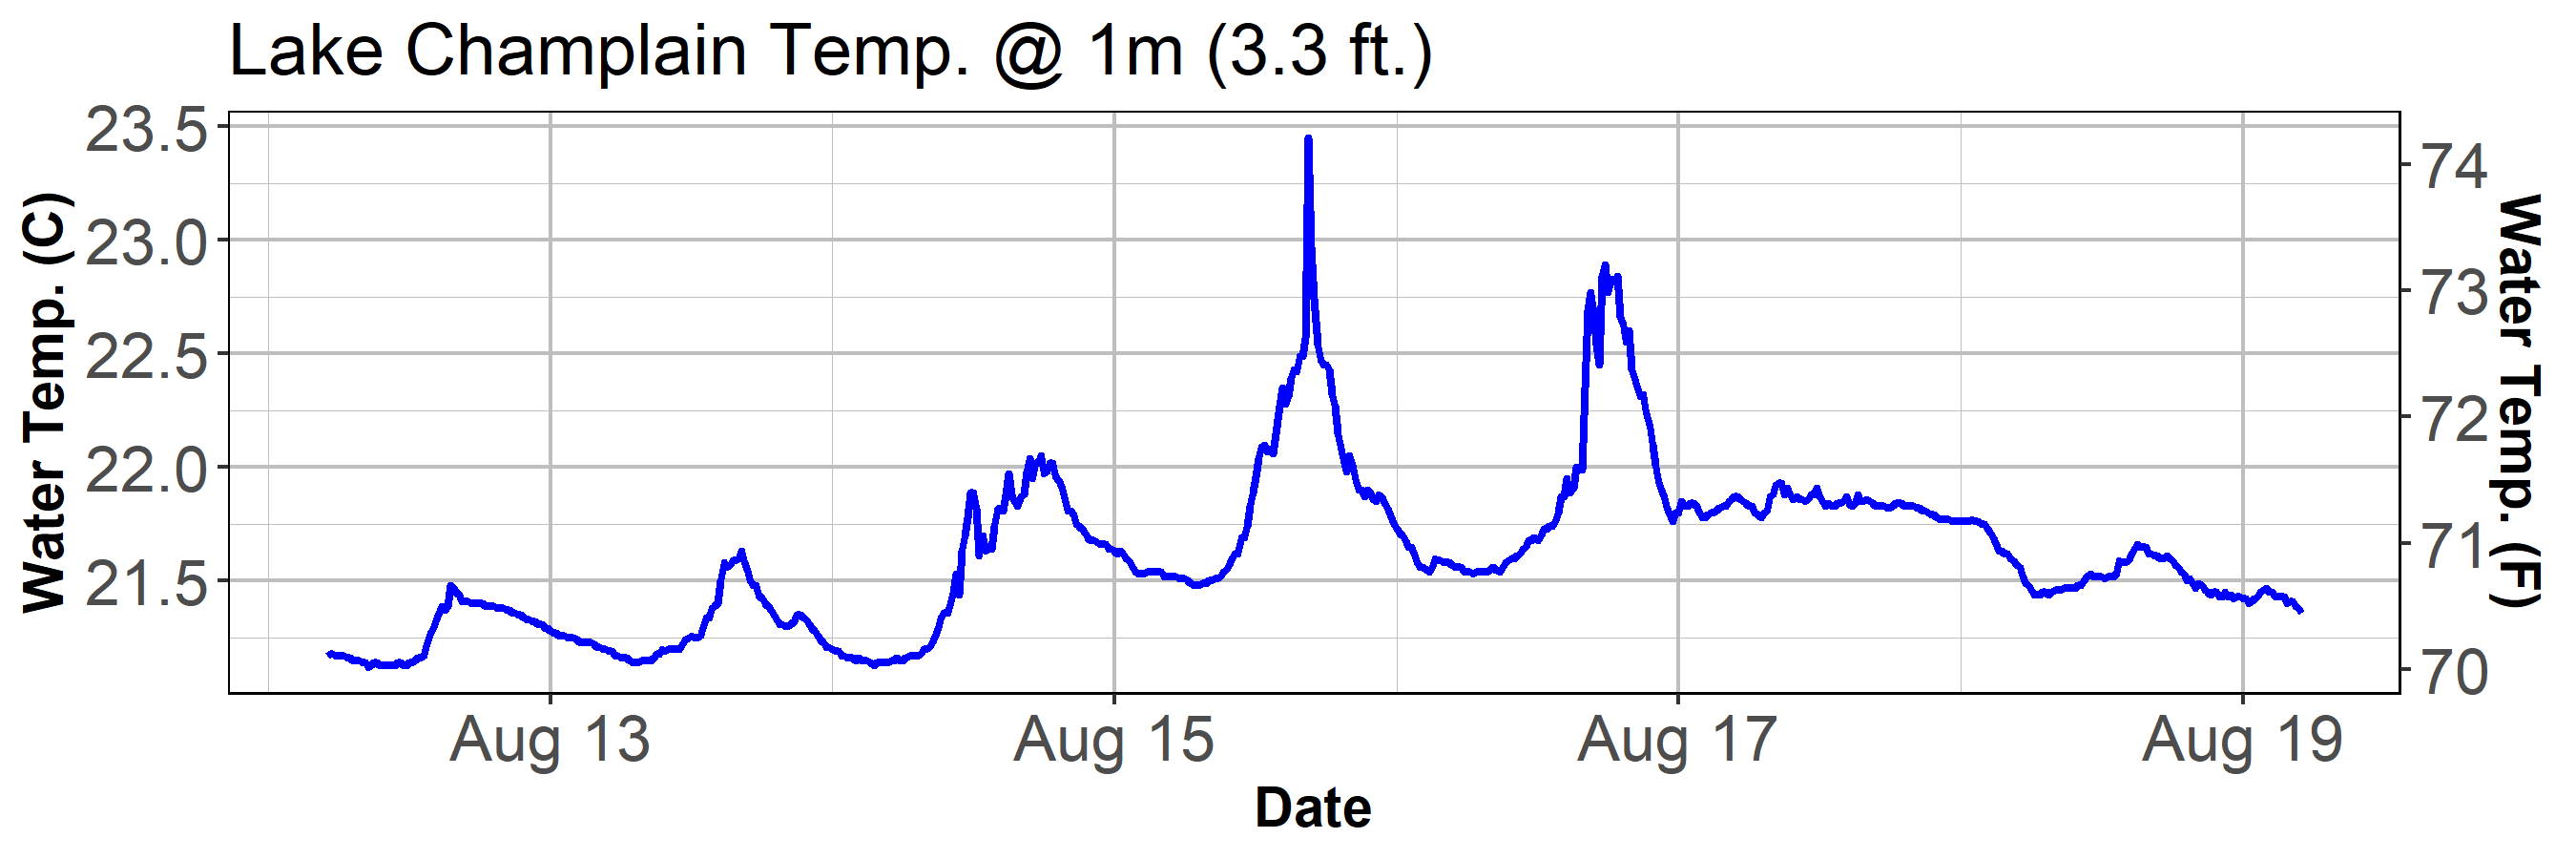 Lake Champlain Temp. @ 1m (3.3 ft.)
Water Temp. (C)
23.5
23.0
22.5
22.0
21.5
74
73
72
71
70
Water Temp. (F)
Aug 13 Aug 15 Aug 17 Aug 19
Date